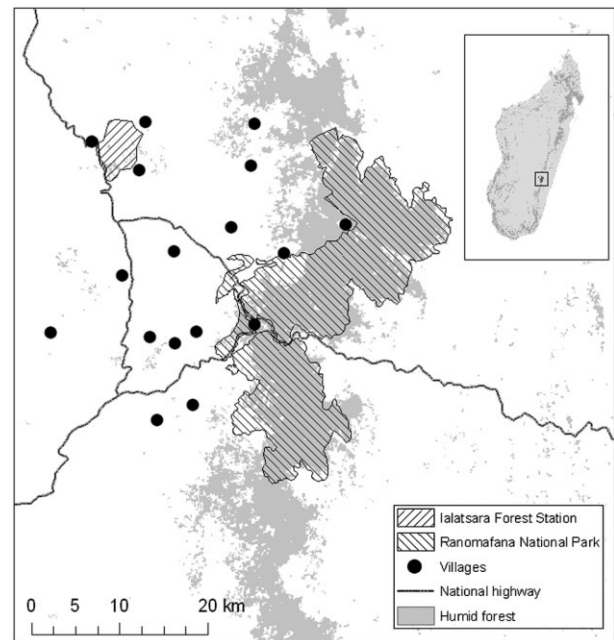 Ialatsara Forest Station
Ranomafana National Park
Villages
National highway
Humid forest
0 5 10 20 km